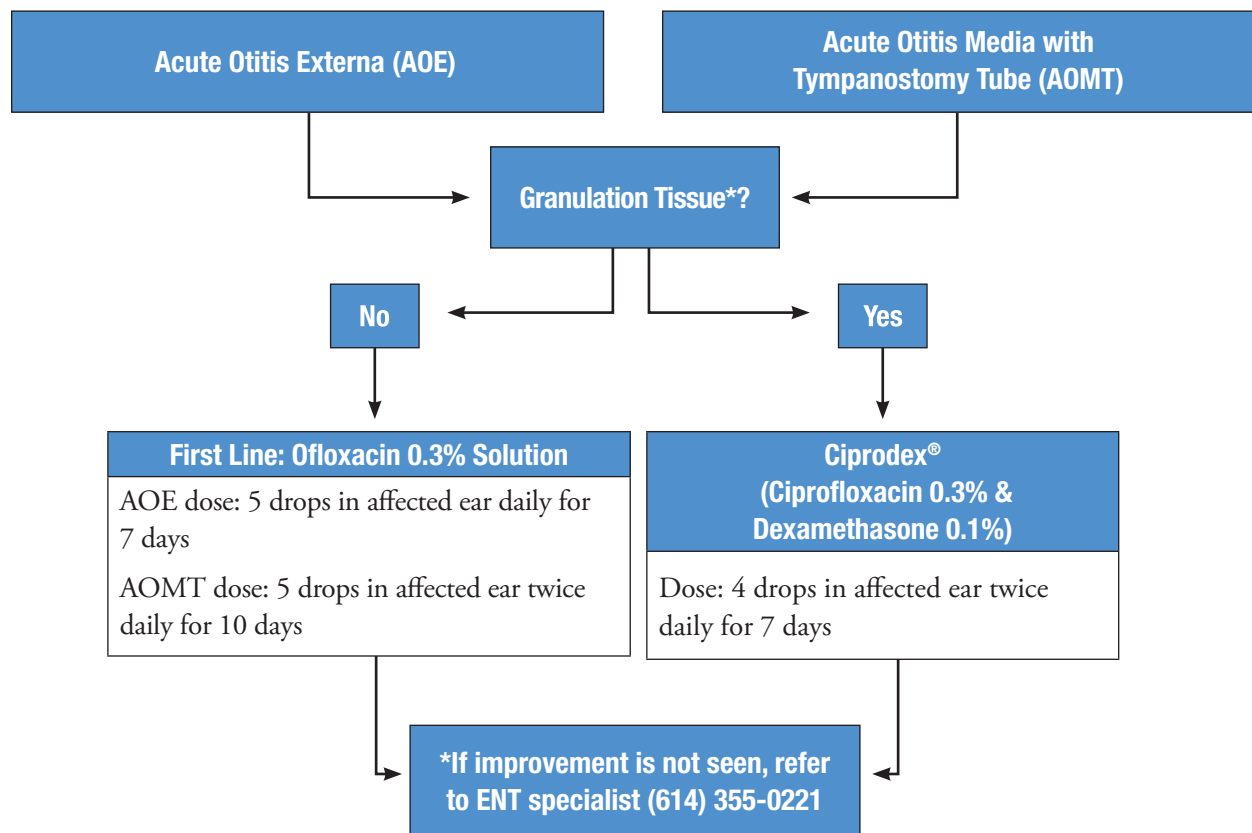 Acute Otitis Externa (AOE)
Acute Otitis Media with
Tympanostomy Tube (AOMT)
Granulation Tissue*?
No
Yes
First Line: Ofloxacin 0.3% Solution
AOE dose: 5 drops in affected ear daily for
7 days
AOMT dose: 5 drops in affected ear twice
daily for 10 days
Ciprodex®
(Ciprofloxacin 0.3% &
Dexamethasone 0.1%)
Dose: 4 drops in affected ear twice
daily for 7 days
*If improvement is not seen, refer
to ENT specialist (614) 355-0221